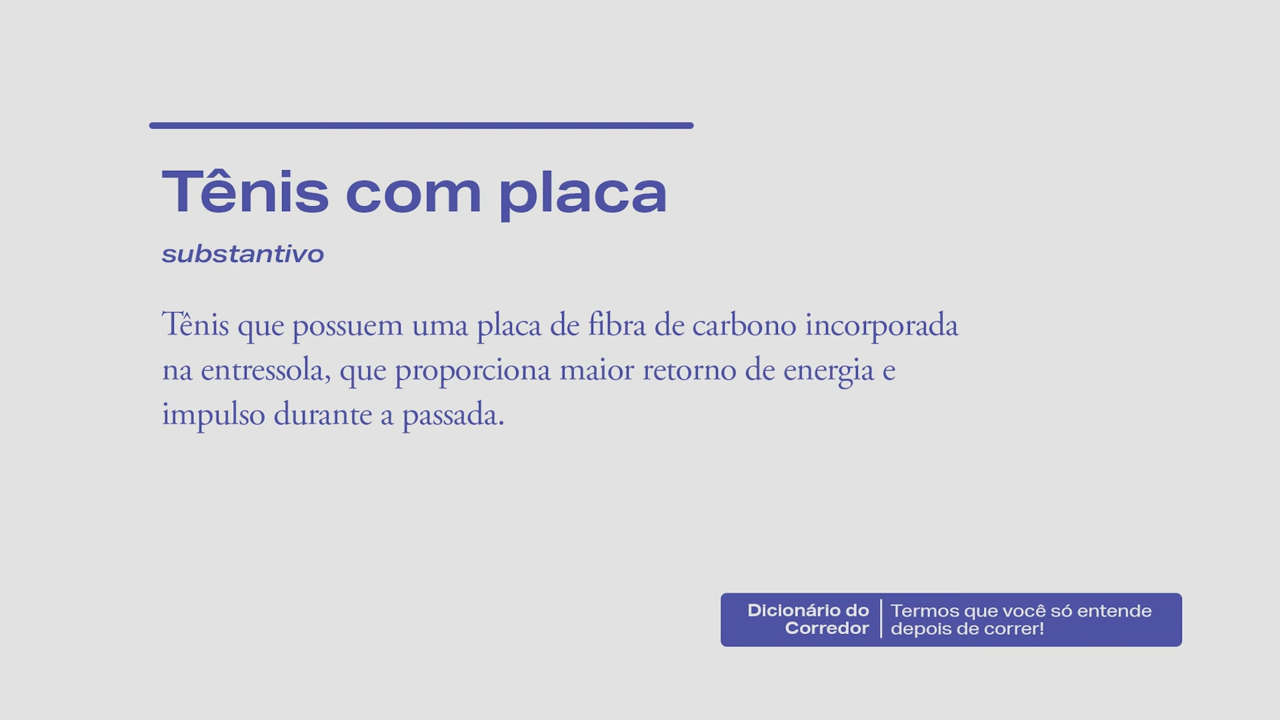 Tênis com placa
substantivo
Tênis que possuem uma placa de fibra de carbono incorporada
na entressola, que proporciona maior retorno de energia e
impulso durante a passada.
Dicionário do
Corredor
Termos que você só entende
depois de correr!